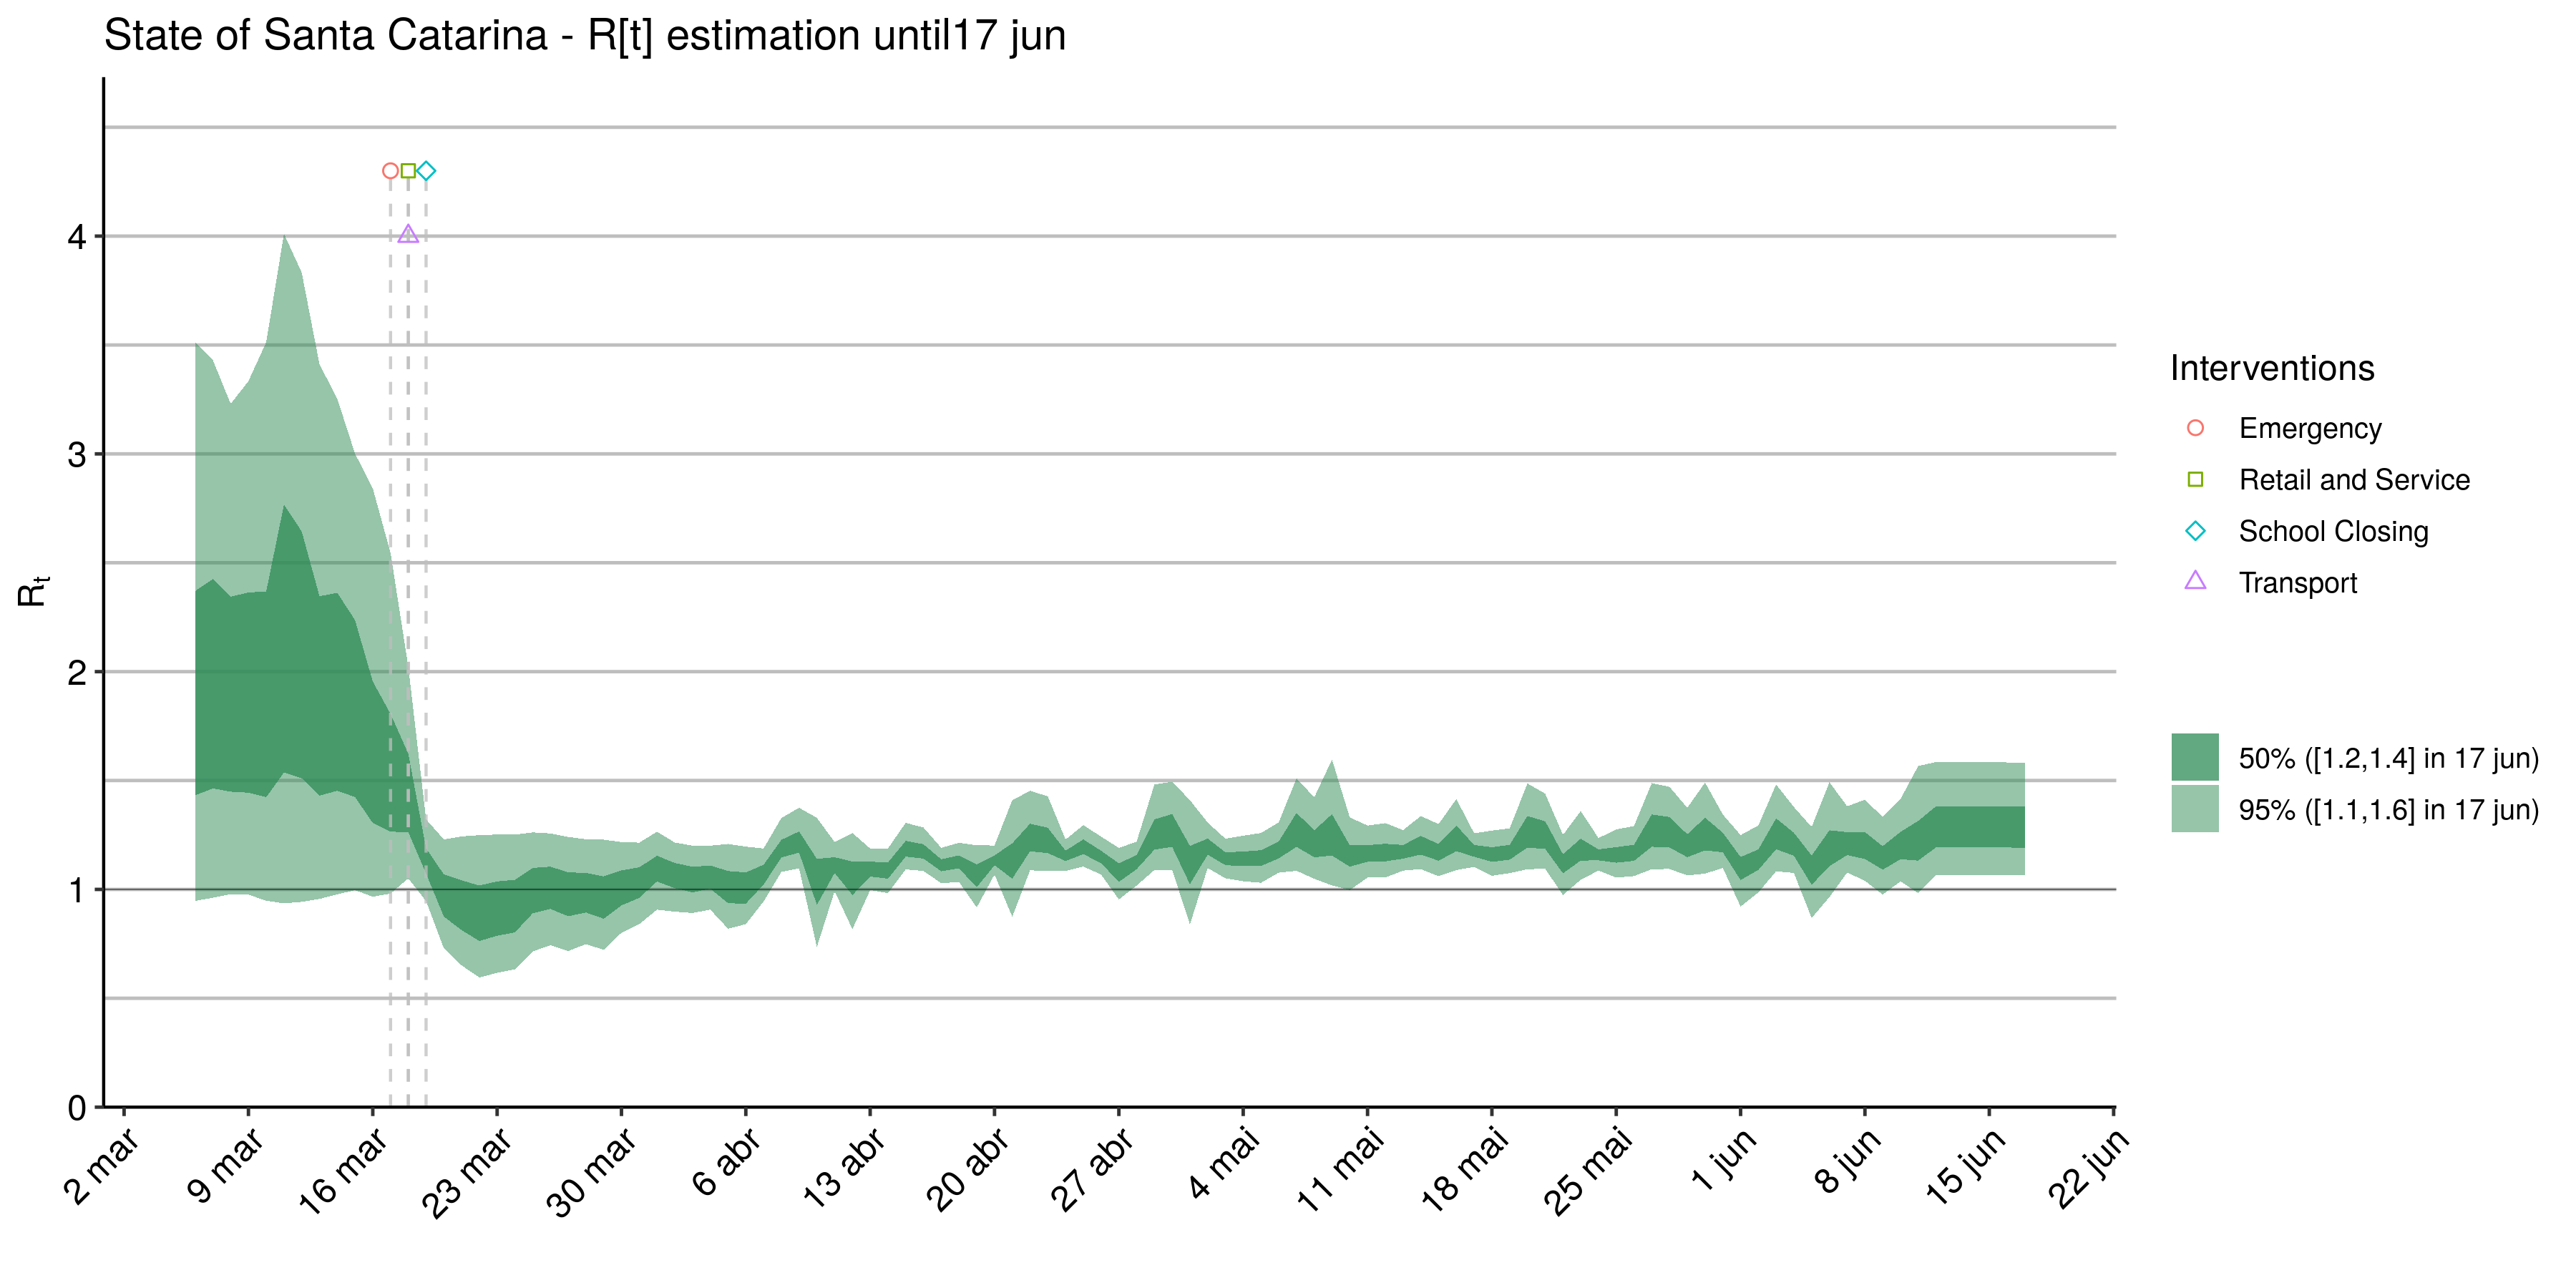 State of Santa Catarina - R[t] estimation until17 jun
Rt
4
3
2
1
0
2 mar
9 mar
16 mar
23 mar
30 mar
6 abr
13 abr
20 abr
27 abr
4 mai
11 mai
18 mai
25 mai
1 jun
8 jun
15 jun
22 jun
Interventions
Emergency
Retail and Service
School Closing
Transport
50% ([1.2,1.4] in 17 jun)
95% ([1.1,1.6] in 17 jun)